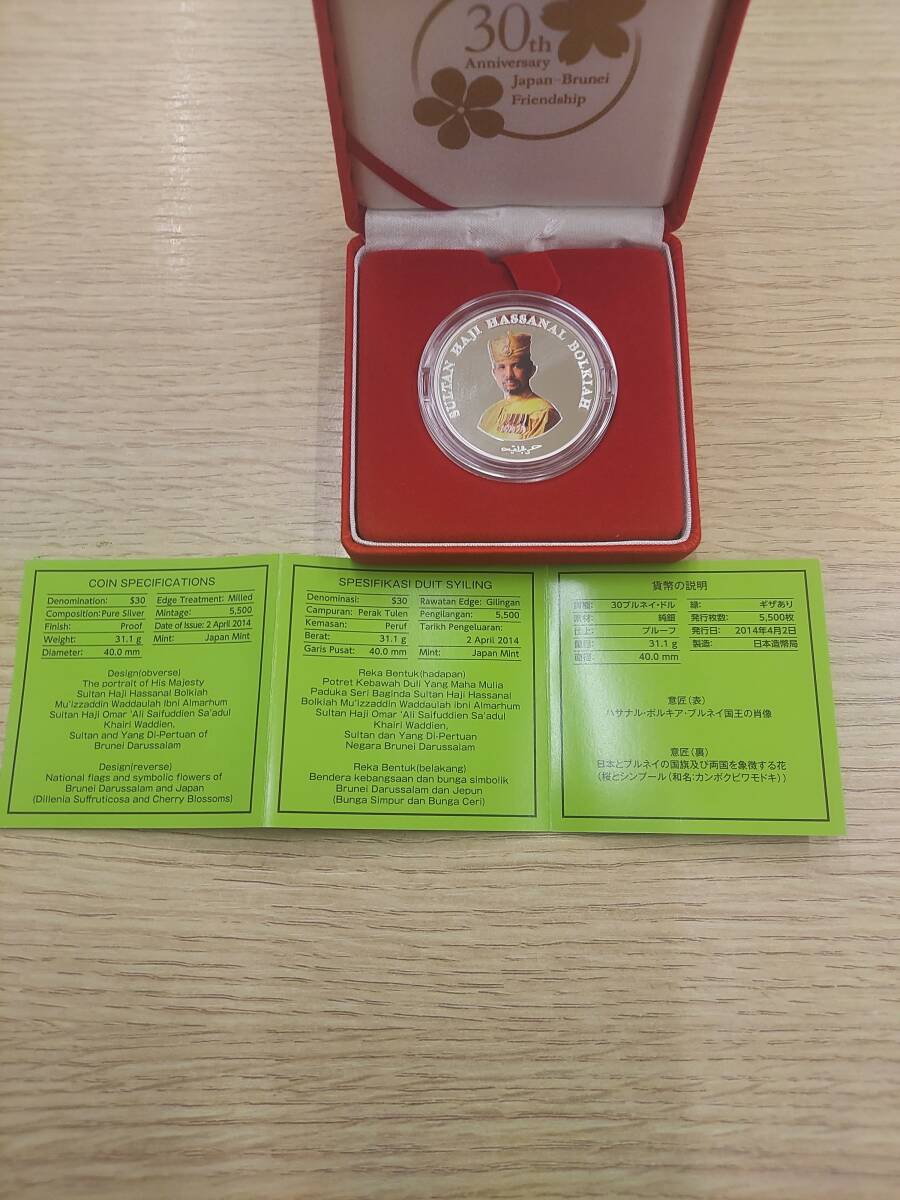 30th
Anniversary
Japan-Brunei
Friendship
SULTAN HAJI HASSANAL BOLKIAH
COIN SPECIFICATIONS
Denomination: $30 Edge Treatment: Milled
Composition: Pure Silver Mintage: 5,500
Finish: Proof Date of Issue: 2 April 2014
Weight: 31.1 g Mint: Japan Mint
Diameter: 40.0 mm
Design(obverse)
The portrait of His Majesty
Sultan Haji Hassanal Bolkiah
Mu'izzaddin Waddaulah ibni Almarhum
Sultan Haji Omar 'Ali Saifuddien Sa'adul
Khairi Waddien,
Sultan and Yang Di-Pertuan of
Brunei Darussalam
Design(reverse)
National flags and symbolic flowers of
Brunei Darussalam and Japan
(Dillenia Suffruticosa and Cherry Blossoms)
SPESIFIKASI DUIT SYILING
Denominasi: $30 Rawatan Edge: Gilingan
Campuran: Perak Tulen Pengilangan: 5,500
Kemasan: Peruf Tarikh Pengeluaran:
Berat: 31.1 g 2 April 2014
Garis Pusat: 40.0 mm Mint: Japan Mint
Reka Bentuk(hadapan)
Potret Kebawah Duli Yang Maha Mulia
Paduka Seri Baginda Sultan Haji Hassanal
Bolkiah Mu'izzaddin Waddaulah ibni Almarhum
Sultan Haji Omar 'Ali Saifuddien Sa'adul
Khairi Waddien,
Sultan dan Yang Di-Pertuan
Negara Brunei Darussalam
Reka Bentuk(belakang)
Bendera kebangsaan dan bunga simbolik
Brunei Darussalam dan Jepun
(Bunga Simpur dan Bunga Ceri)
貨幣の説明
30ブルネイ・ドル 縁: ギザあり
素材: 純銀 発行枚数: 5,500枚
仕上: プルーフ 発行日: 2014年4月2日
量目: 31.1 g 製造: 日本造幣局
直径: 40.0 mm
意匠(表)
ハサナル・ボルキア・ブルネイ国王の肖像
意匠(裏)
日本とブルネイの国旗及び両国を象徴する花
(桜とシンプール(和名:カンボクビワモドキ))